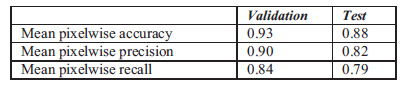 Validation Test
Mean pixelwise accuracy 0.93 0.88
Mean pixelwise precision 0.90 0.82
Mean pixelwise recall 0.84 0.79